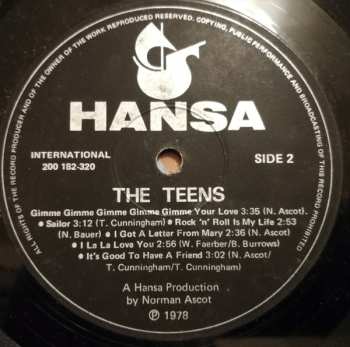 ALL RIGHTS OF THE RECORD PRODUCER AND OF THE OWNER OF THE WORK REPRODUCED RESERVED. COPYING, PUBLIC PERFORMANCE AND BROADCASTING OF THIS RECORD PROHIBITED
HANSA
INTERNATIONAL
200 182-320
SIDE 2
THE TEENS
Gimme Gimme Gimme Gimme Gimme Your Love 3:35 (N. Ascot).
• Sailor 3:12 (T. Cunningham) • Rock 'n' Roll Is My Life 2:53
(N. Bauer) • I Got A Letter From Mary 2:36 (N. Ascot)
• I La La Love You 2:56 (W. Faerber/B. Burrows)
• It's Good To Have A Friend 3:02 (N. Ascot/
T. Cunningham/T. Cunningham)
A Hansa Production
by Norman Ascot
℗ 1978